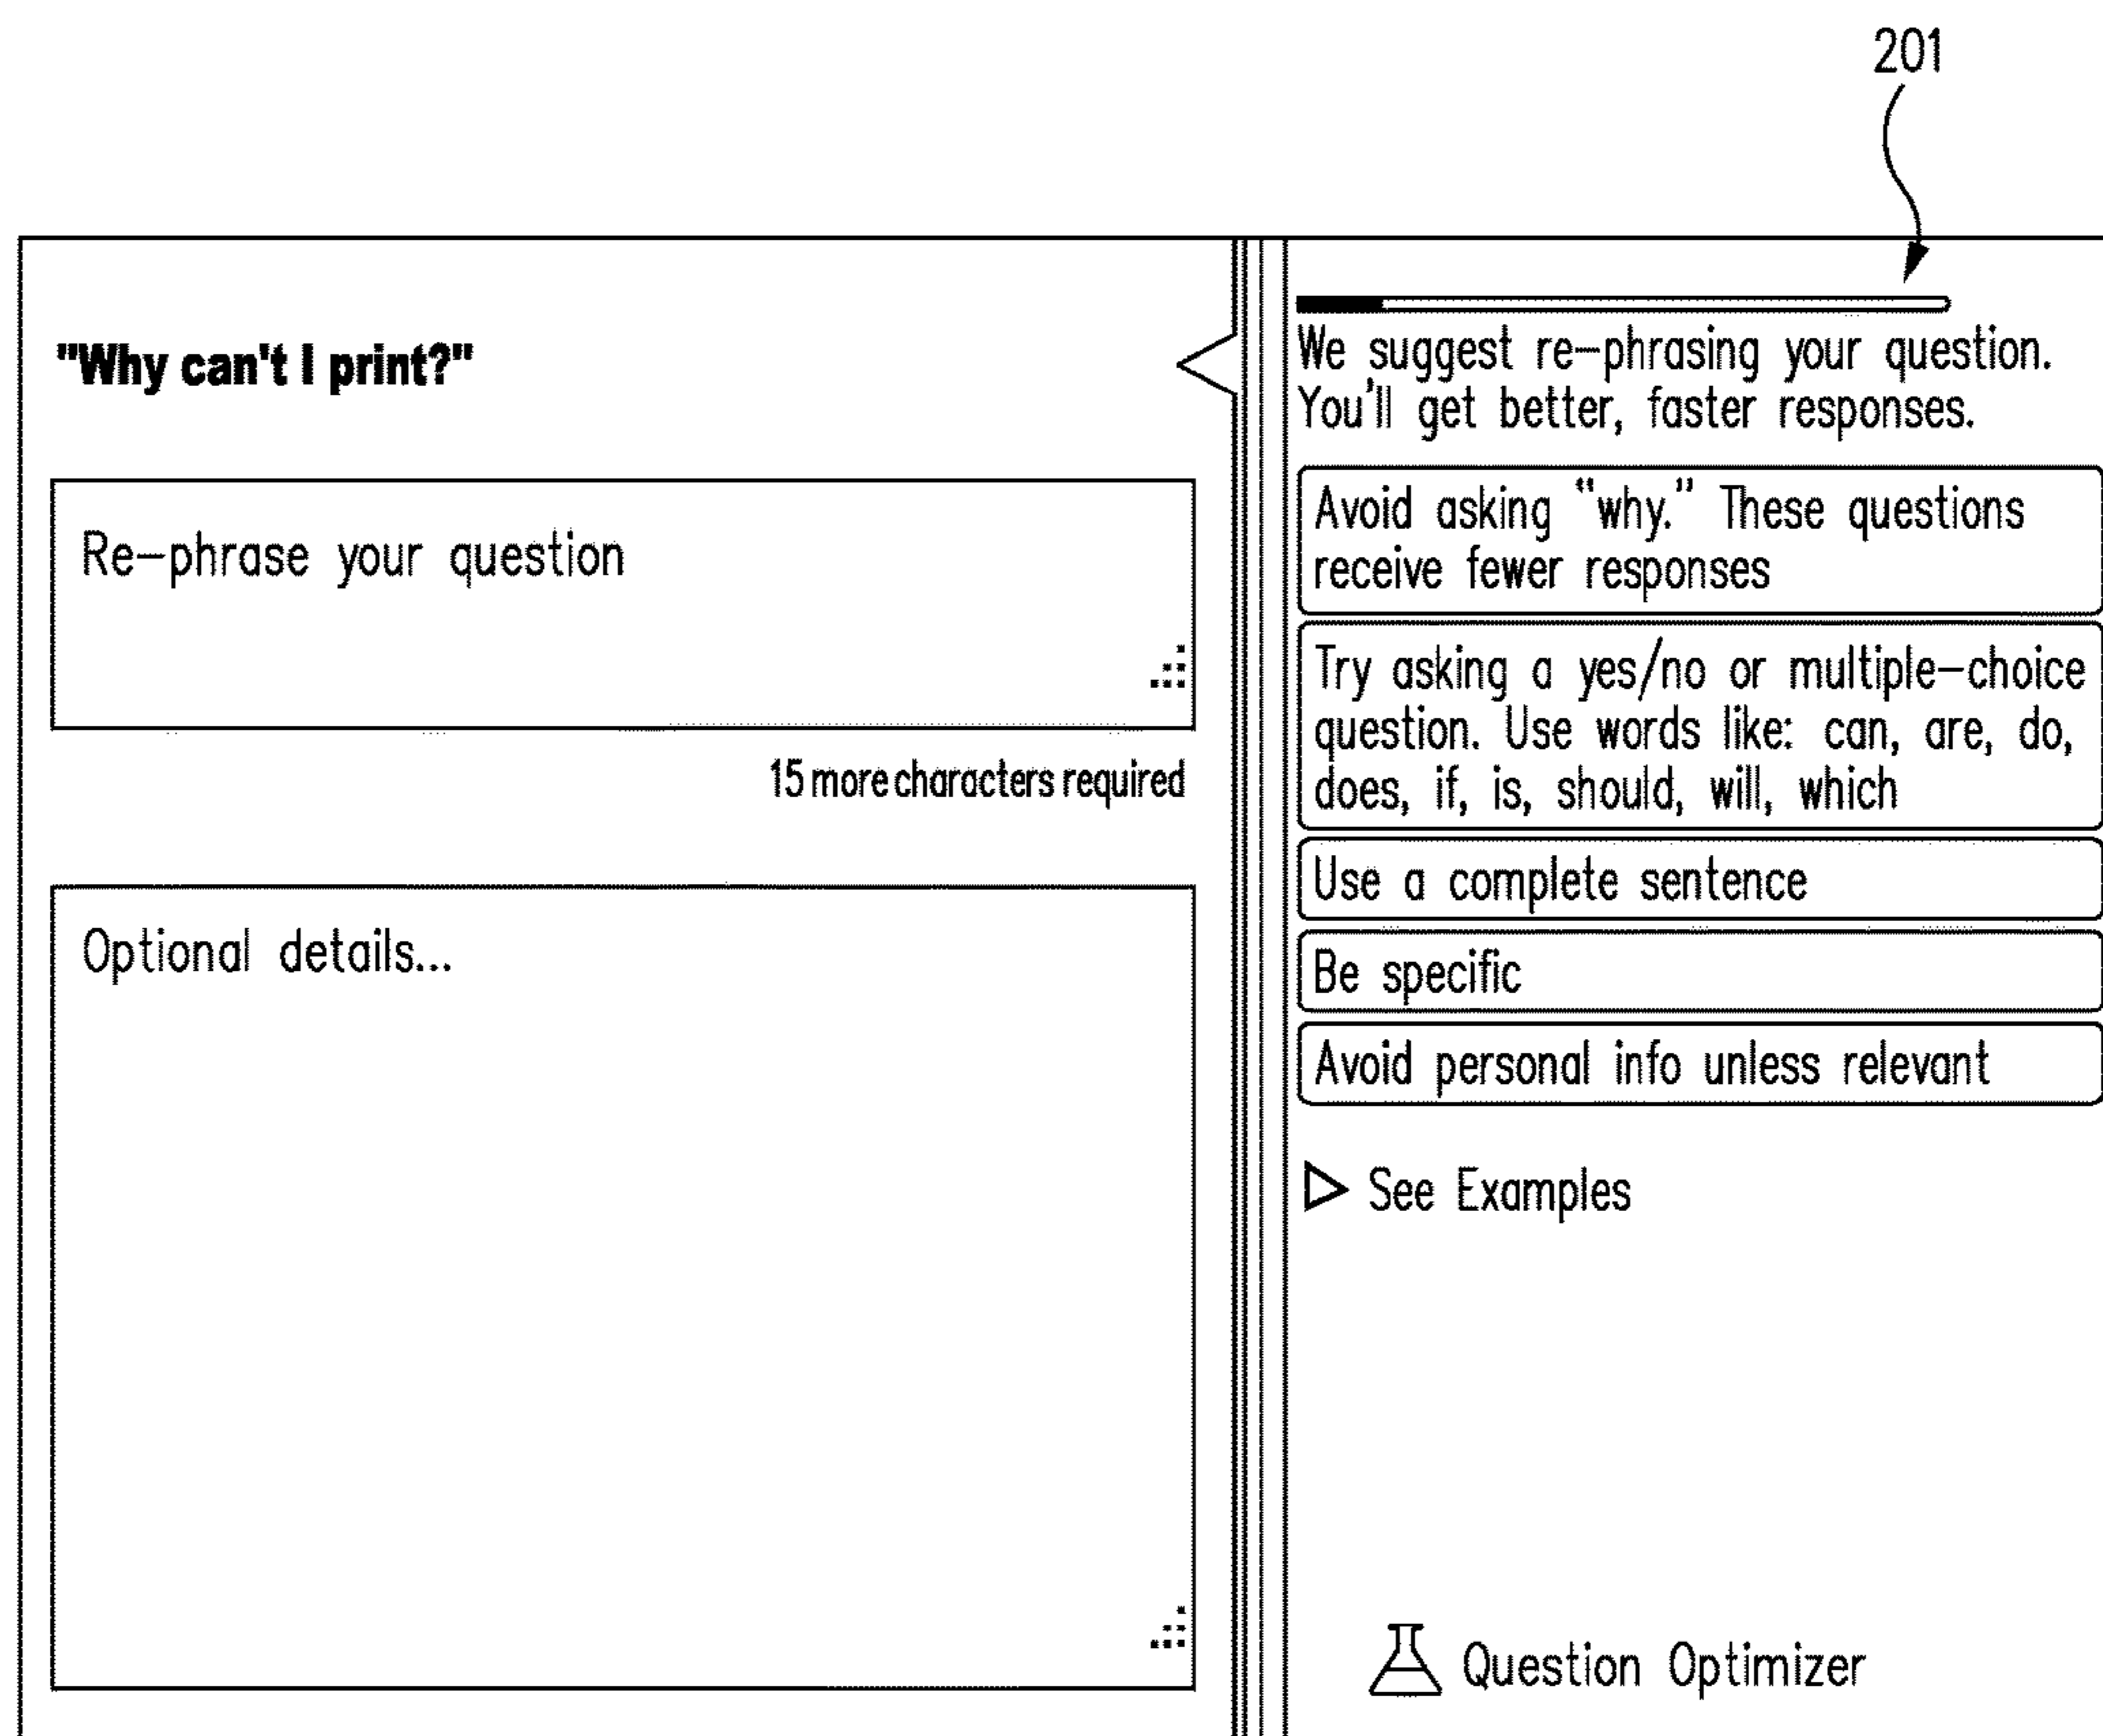 201
"Why can't I print?"
Re-phrase your question
15 more characters required
Optional details...
We suggest re-phrasing your question.
You'll get better, faster responses.
Avoid asking "why." These questions
receive fewer responses
Try asking a yes/no or multiple-choice
question. Use words like: can, are, do,
does, if, is, should, will, which
Use a complete sentence
Be specific
Avoid personal info unless relevant
See Examples
Question Optimizer